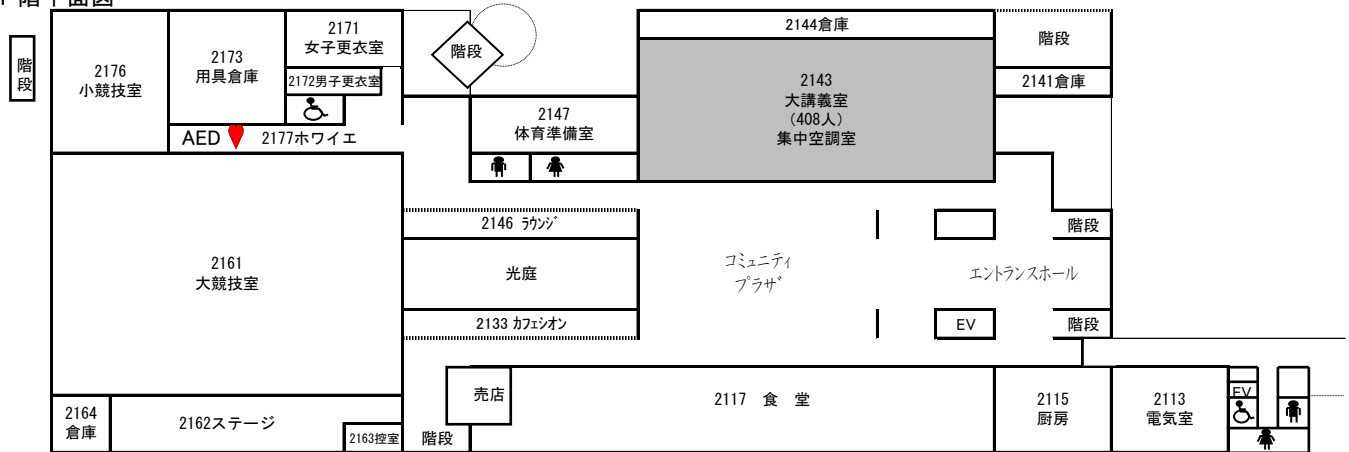 階平面図
階段
2176
小競技室
2173
用具倉庫
2171
女子更衣室
2172男子更衣室
階段
2144倉庫
2143
大講義室
(408人)
集中空調室
階段
2141倉庫
2147
体育準備室
AED
2177ホワイエ
2161
大競技室
2146 ﾗｳﾝｼﾞ
光庭
2133 ｶﾌｪｼｵﾝ
コミュニティ
プラザ
エントランスホール
階段
EV
階段
売店
2117 食 堂
2115
厨房
2113
電気室
EV
2164
倉庫
2162ステージ
2163控室
階段